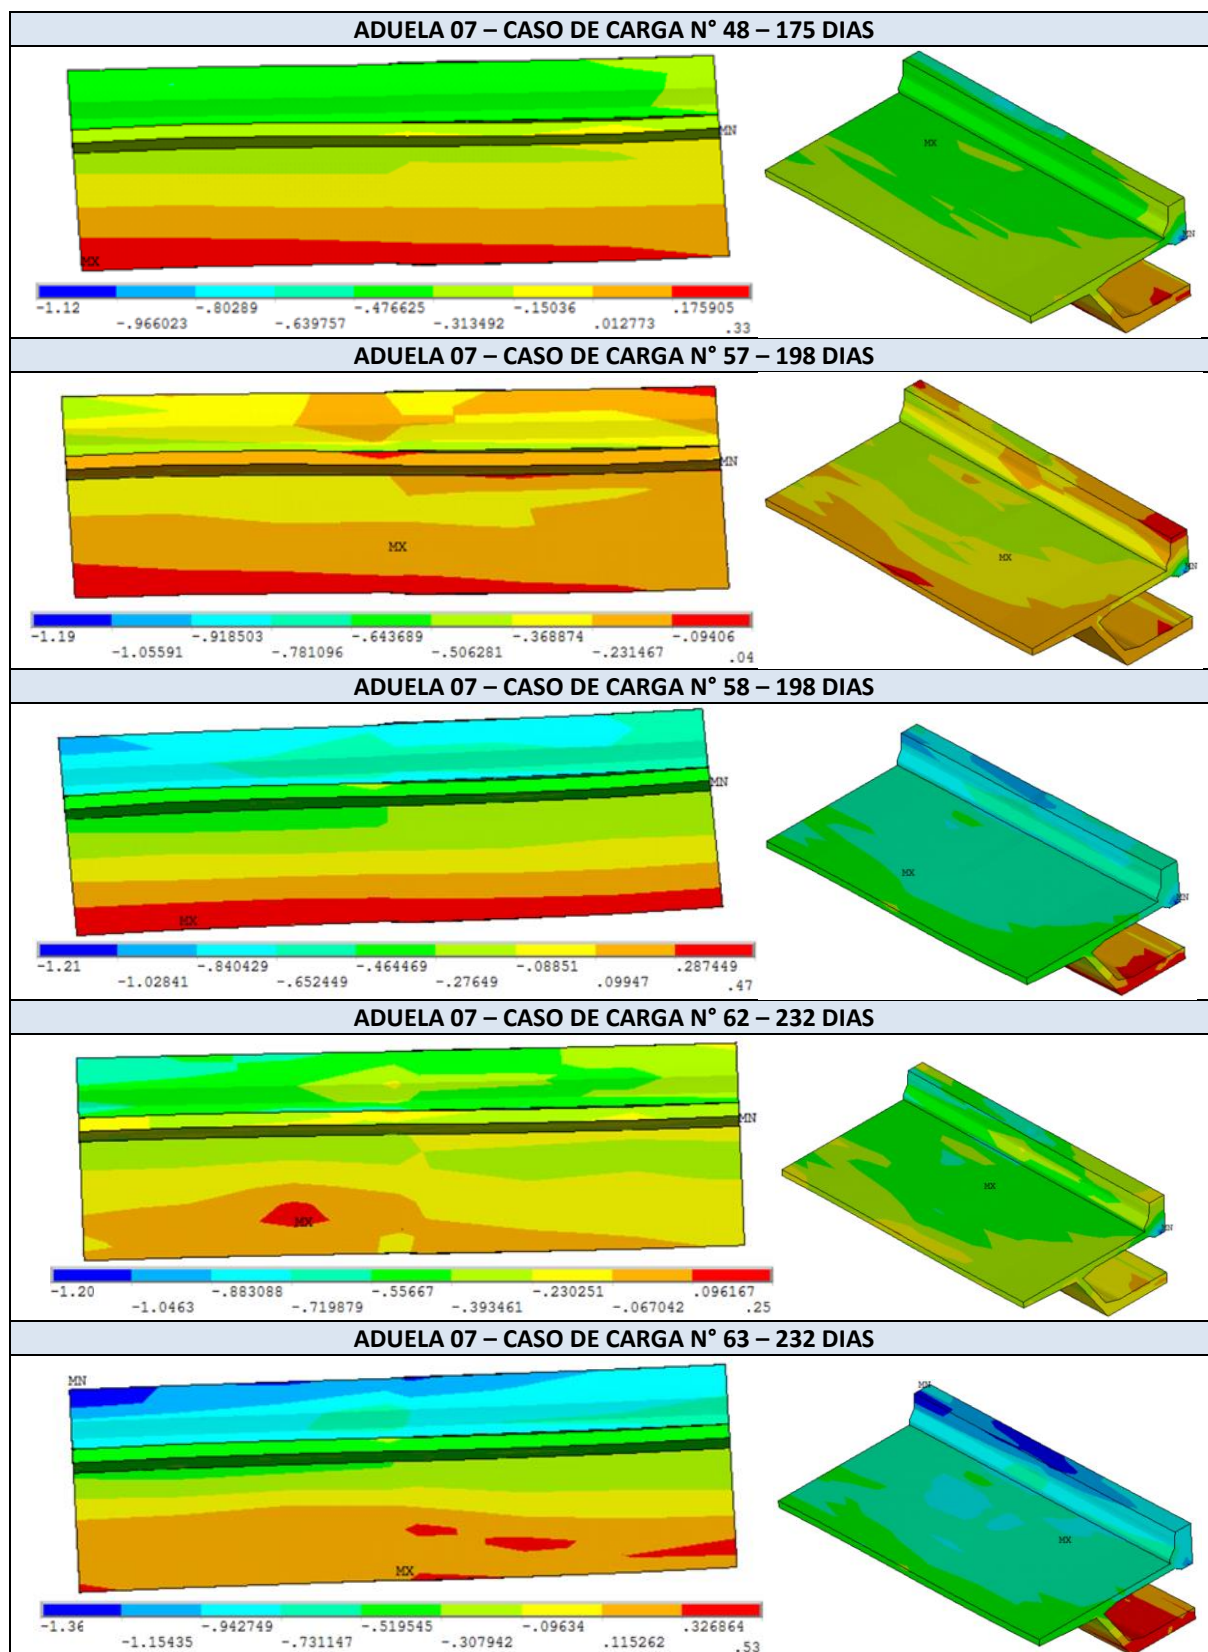 ADUELA 07 – CASO DE CARGA N° 48 – 175 DIAS
MN
MX
MX
MN
-1.12 -.80289 -.476625 -.15036 .175905
-.966023 -.639757 -.313492 .012773 .33
ADUELA 07 – CASO DE CARGA N° 57 – 198 DIAS
MN
MX
MX
MN
-1.19 -.918503 -.643689 -.368874 -.09406
-1.05591 -.781096 -.506281 -.231467 .04
ADUELA 07 – CASO DE CARGA N° 58 – 198 DIAS
MN
MX
MX
MN
-1.21 -.840429 -.464469 -.08851 .287449
-1.02841 -.652449 -.27649 .09947 .47
ADUELA 07 – CASO DE CARGA N° 62 – 232 DIAS
MN
MX
MX
MN
-1.20 -.883088 -.55667 -.230251 .096167
-1.0463 -.719879 -.393461 -.067042 .25
ADUELA 07 – CASO DE CARGA N° 63 – 232 DIAS
MN
MX
MN
MX
-1.36 -.942749 -.519545 -.09634 .326864
-1.15435 -.731147 -.307942 .115262 .53